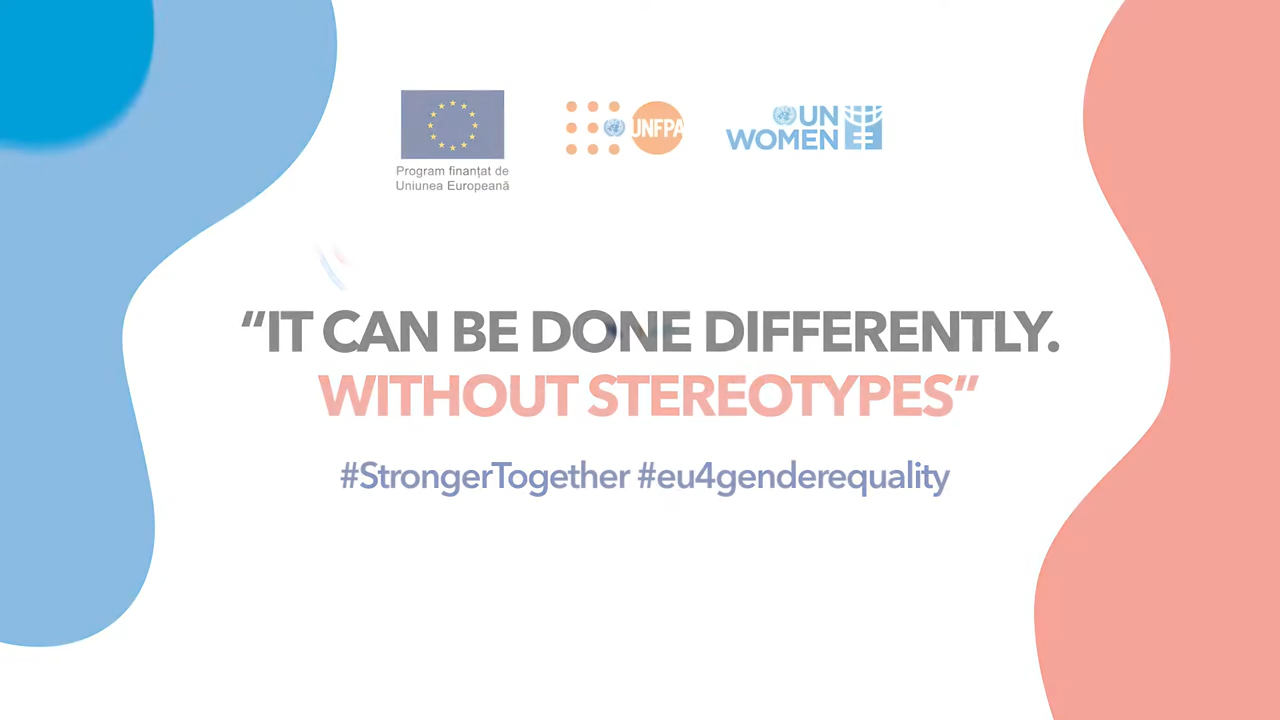 Program finanțat de
Uniunea Europeană
UNFPA
UN
WOMEN
“IT CAN BE DONE DIFFERENTLY.
WITHOUT STEREOTYPES”
#StrongerTogether #eu4genderequality